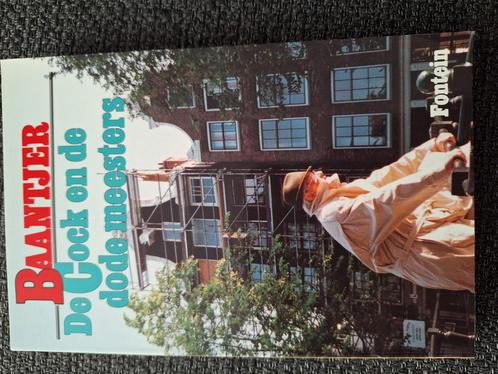 BAANTJER
De Cock en de
dode meesters
Fontein